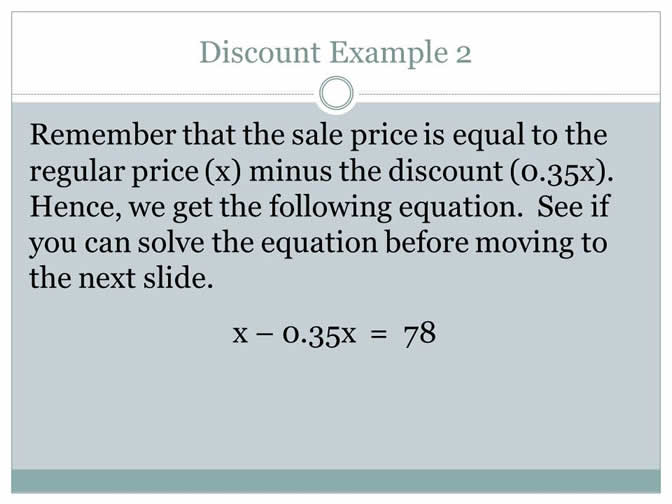 Discount Example 2
Remember that the sale price is equal to the
regular price (x) minus the discount (0.35x).
Hence, we get the following equation.  See if
you can solve the equation before moving to
the next slide.
x – 0.35x  =  78